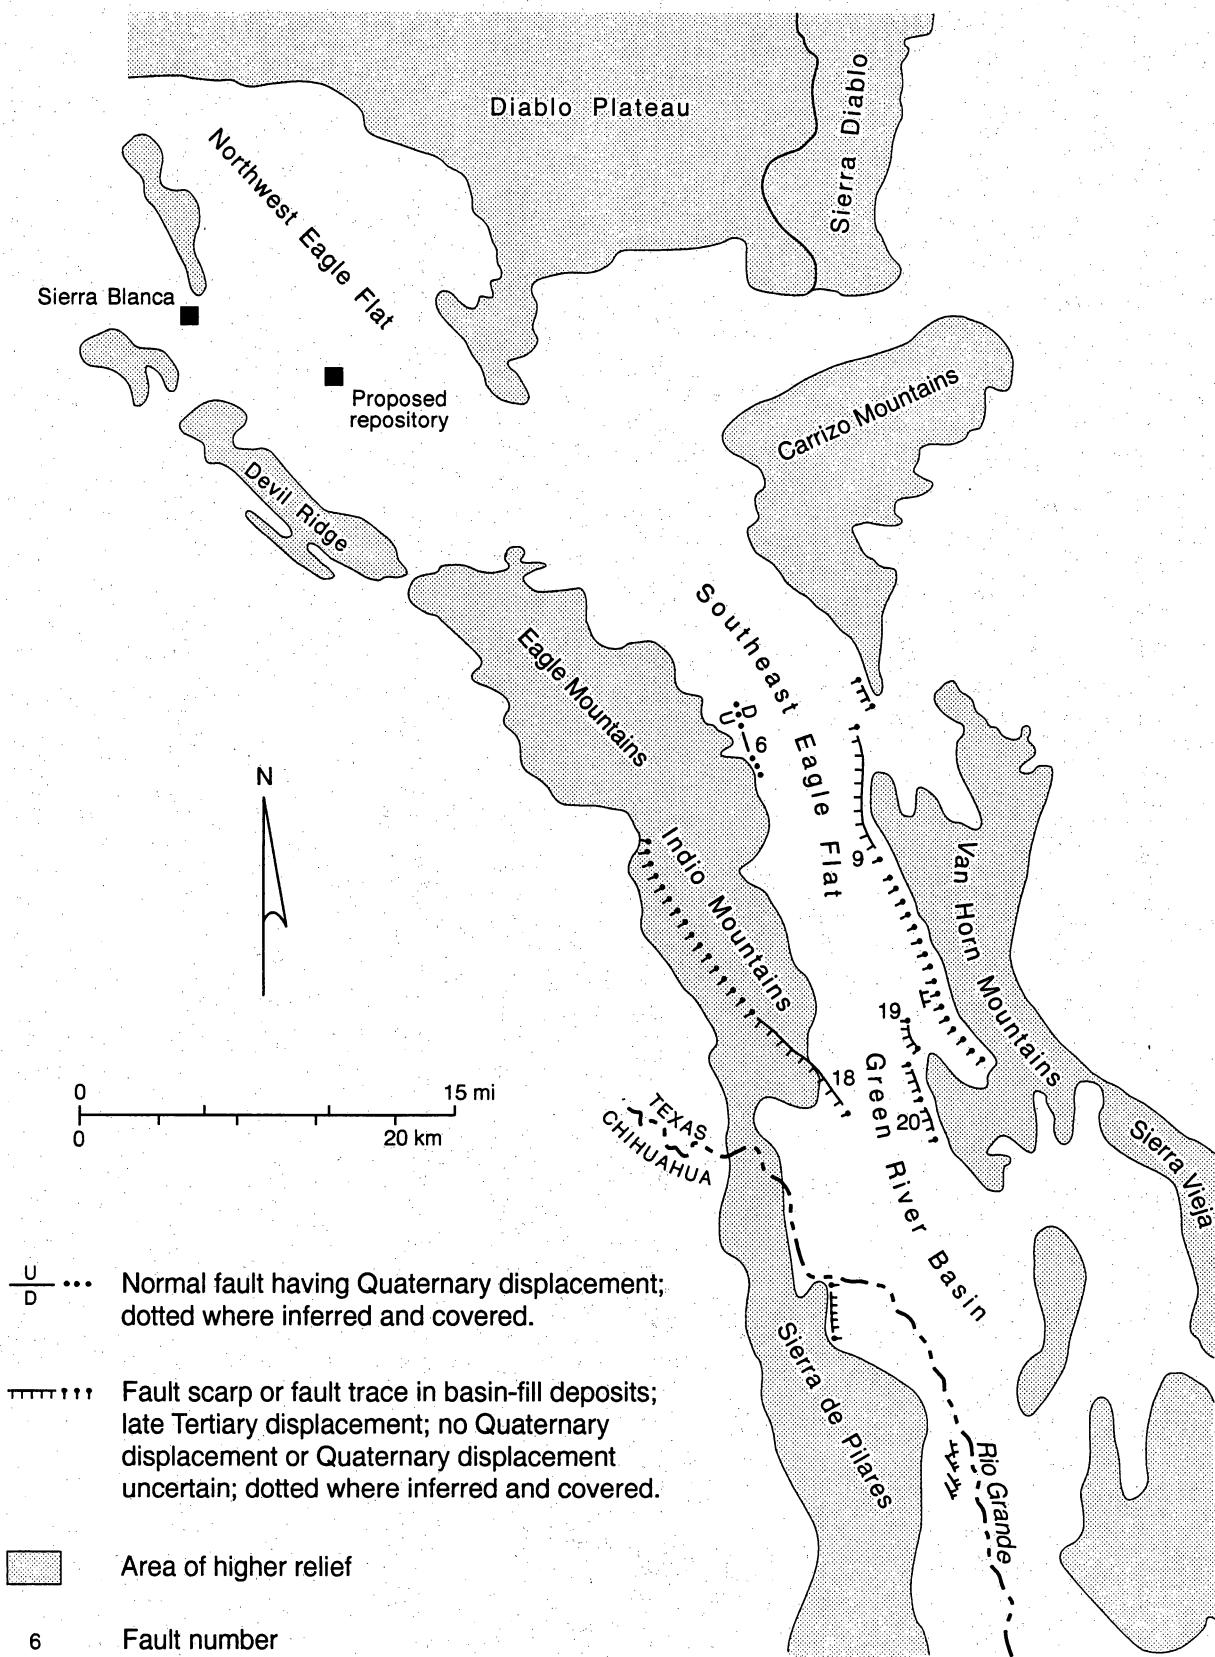 Diablo Plateau
Sierra Diablo
Northwest Eagle Flat
Sierra Blanca
Proposed
repository
Carrizo Mountains
Devil Ridge
Southeast Eagle Flat
Eagle Mountains
D
U
6
N
Indio Mountains
9
Van Horn Mountains
19
18
Green River Basin
20
0
15 mi
0
20 km
TEXAS
CHIHUAHUA
Sierra Vieja
U
D
Normal fault having Quaternary displacement;
dotted where inferred and covered.
Sierra de Pilares
Fault scarp or fault trace in basin-fill deposits;
late Tertiary displacement; no Quaternary
displacement or Quaternary displacement
uncertain; dotted where inferred and covered.
Rio Grande
Area of higher relief
6
Fault number